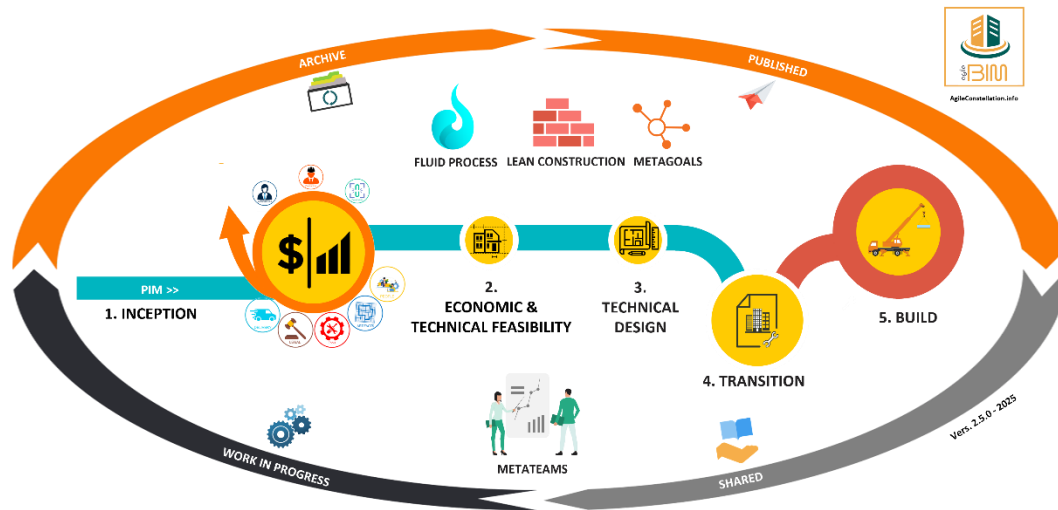 ARCHIVE
PUBLISHED
agile
BIM
AgileConstellation.info
FLUID PROCESS
LEAN CONSTRUCTION
METAGOALS
$
PIM >>
1. INCEPTION
2.
ECONOMIC &
TECHNICAL FEASIBILITY
3.
TECHNICAL
DESIGN
4. TRANSITION
5. BUILD
METATEAMS
WORK IN PROGRESS
SHARED
Vers. 2.5.0 - 2025